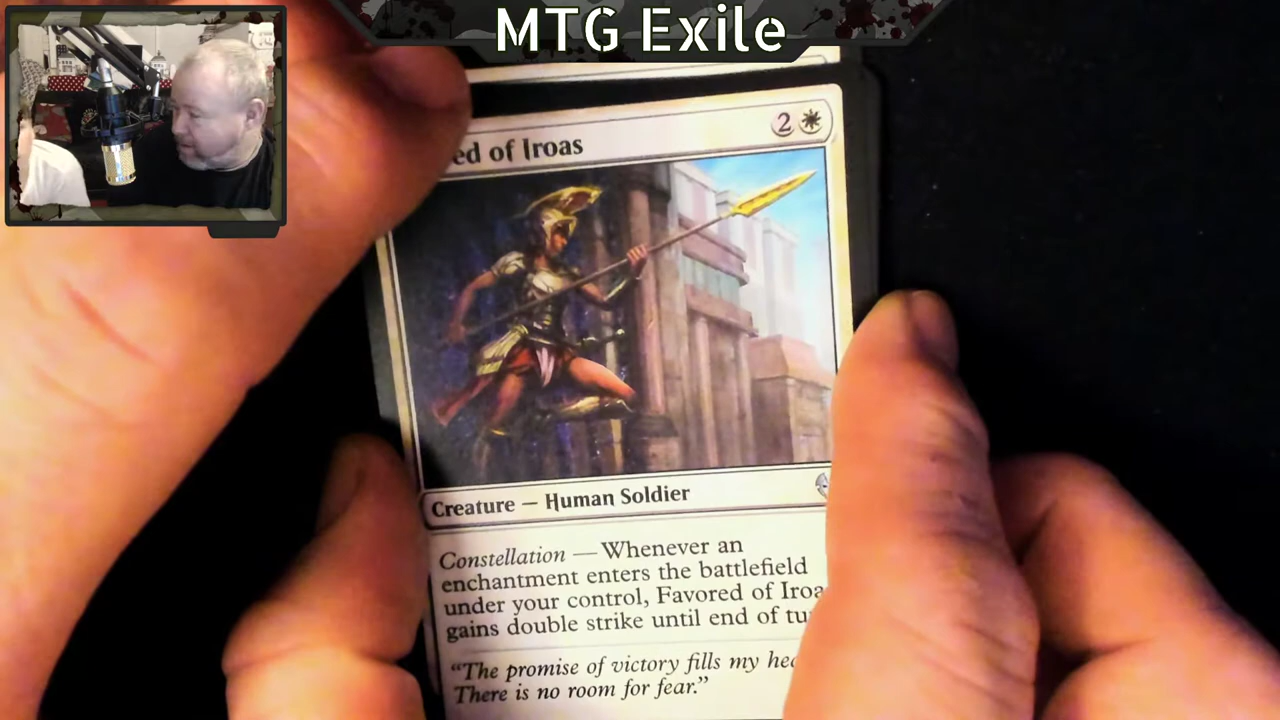 MTG Exile
ed of Iroas
2
Creature — Human Soldier
Constellation — Whenever an
enchantment enters the battlefield
under your control, Favored of Iroa
gains double strike until end of tu
"The promise of victory fills my hea
There is no room for fear."